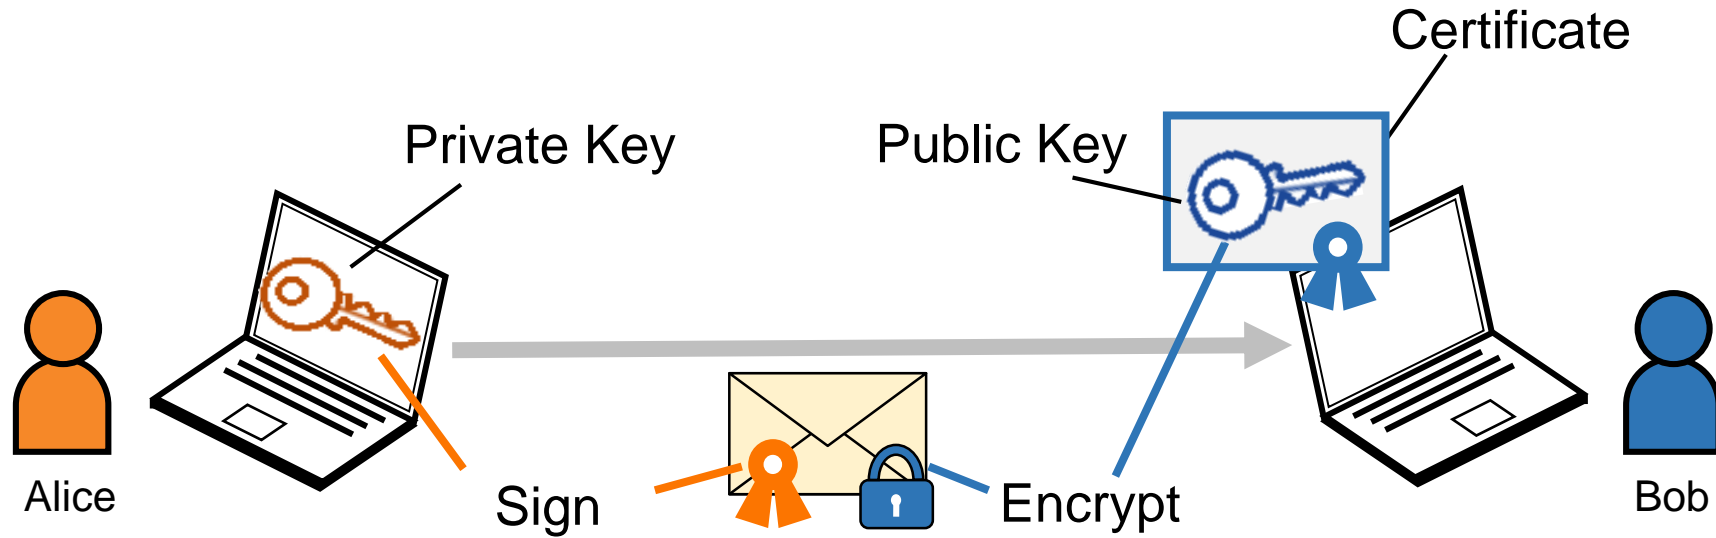 Certificate
Private Key
Public Key
Alice
Sign
Encrypt
Bob